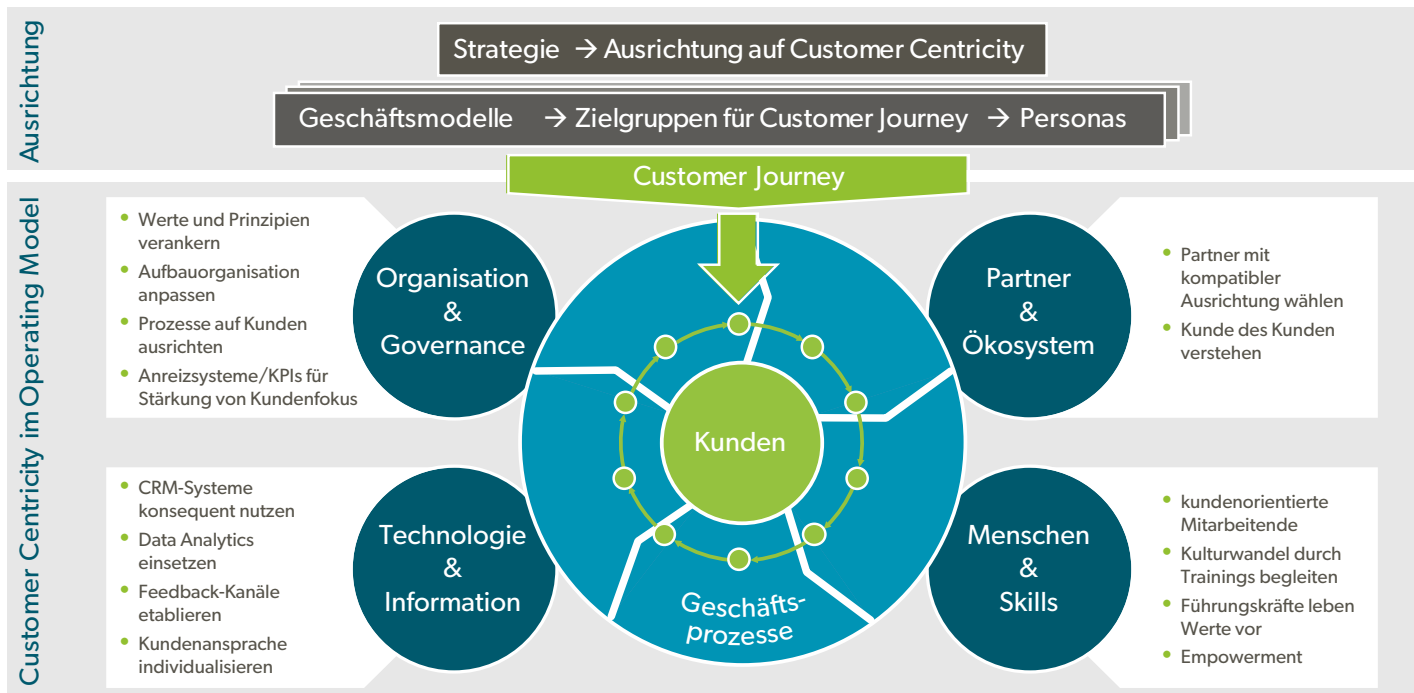 Ausrichtung
Strategie → Ausrichtung auf Customer Centricity
Geschäftsmodelle → Zielgruppen für Customer Journey → Personas
Customer Journey
Customer Centricity im Operating Model
• Werte und Prinzipien
verankern
• Aufbauorganisation
anpassen
• Prozesse auf Kunden
ausrichten
• Anreizsysteme/KPIs für
Stärkung von Kundenfokus
Organisation
&
Governance
Partner
&
Ökosystem
• Partner mit
kompatibler
Ausrichtung wählen
• Kunde des Kunden
verstehen
Kunden
• CRM-Systeme
konsequent nutzen
• Data Analytics
einsetzen
• Feedback-Kanäle
etablieren
• Kundenansprache
individualisieren
Technologie
&
Information
Geschäfts-
prozesse
Menschen
&
Skills
• kundenorientierte
Mitarbeitende
• Kulturwandel durch
Trainings begleiten
• Führungskräfte leben
Werte vor
• Empowerment